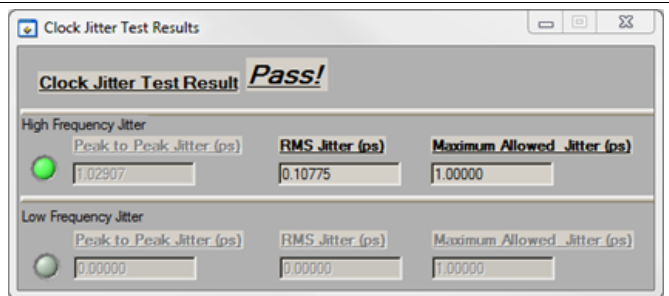 Clock Jitter Test Results
Clock Jitter Test Result Pass!
High Frequency Jitter
Peak to Peak Jitter (ps) RMS Jitter (ps) Maximum Allowed Jitter (ps)
1.02907 0.10775 1.00000
Low Frequency Jitter
Peak to Peak Jitter (ps) RMS Jitter (ps) Maximum Allowed Jitter (ps)
0.00000 0.00000 1.00000